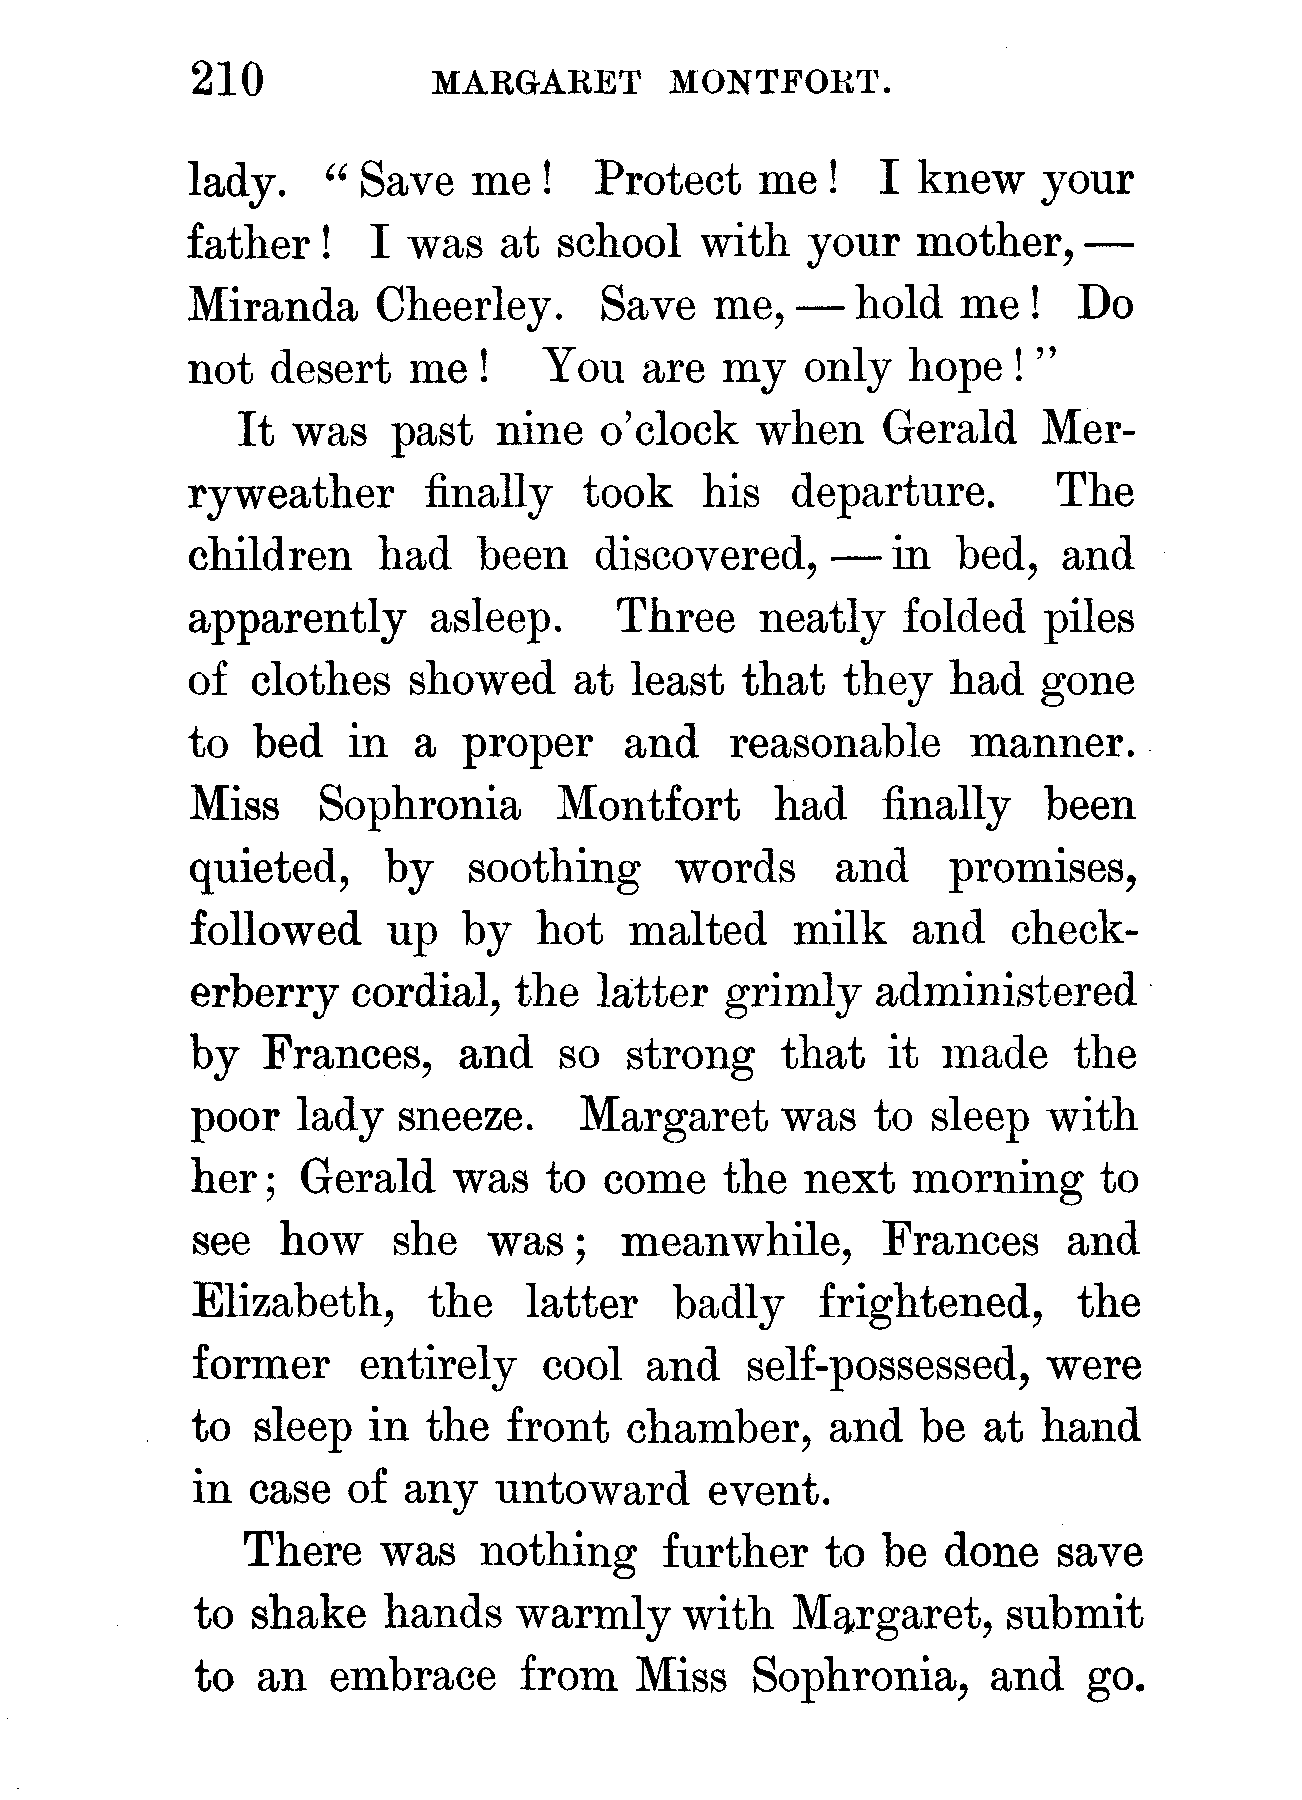 210 MARGARET MONTFORT.
lady. “Save me! Protect me! I knew your
father! I was at school with your mother,—
Miranda Cheerley. Save me,—hold me! Do
not desert me! You are my only hope!”
It was past nine o’clock when Gerald Mer-
ryweather finally took his departure. The
children had been discovered,—in bed, and
apparently asleep. Three neatly folded piles
of clothes showed at least that they had gone
to bed in a proper and reasonable manner.
Miss Sophronia Montfort had finally been
quieted, by soothing words and promises,
followed up by hot malted milk and check-
erberry cordial, the latter grimly administered
by Frances, and so strong that it made the
poor lady sneeze. Margaret was to sleep with
her; Gerald was to come the next morning to
see how she was; meanwhile, Frances and
Elizabeth, the latter badly frightened, the
former entirely cool and self-possessed, were
to sleep in the front chamber, and be at hand
in case of any untoward event.
There was nothing further to be done save
to shake hands warmly with Margaret, submit
to an embrace from Miss Sophronia, and go.